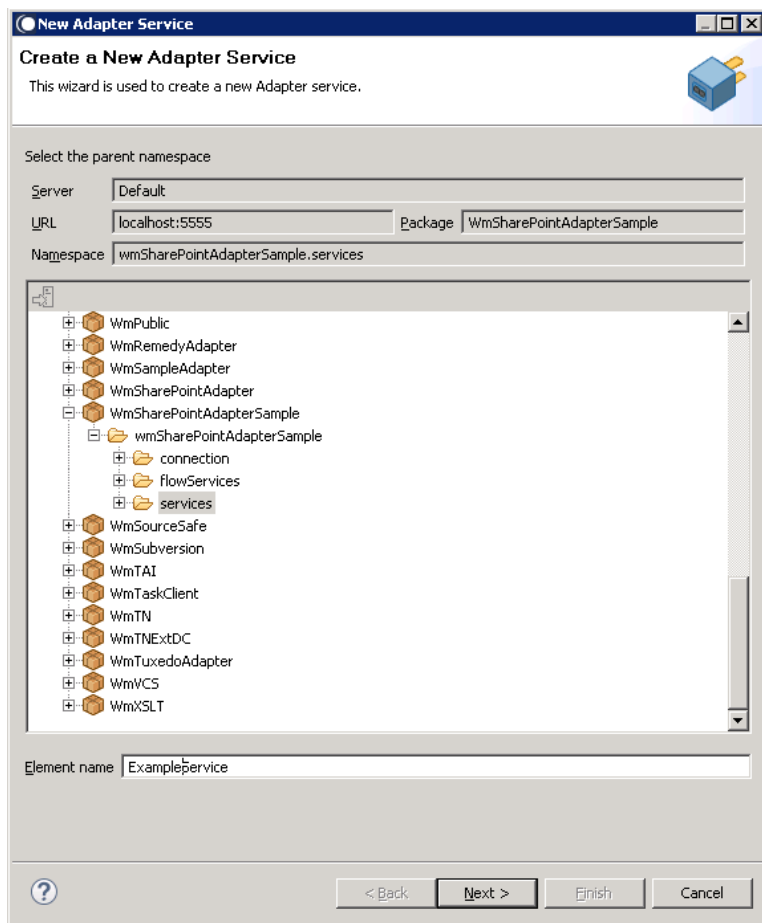 New Adapter Service
Create a New Adapter Service
This wizard is used to create a new Adapter service.
Select the parent namespace
Server Default
URL localhost:5555 Package WmSharePointAdapterSample
Namespace wmSharePointAdapterSample.services
WmPublic
WmRemedyAdapter
WmSampleAdapter
WmSharePointAdapter
WmSharePointAdapterSample
wmSharePointAdapterSample
connection
flowServices
services
WmSourceSafe
WmSubversion
WmTAI
WmTaskClient
WmTN
WmTNExtDC
WmTuxedoAdapter
WmVCS
WmXSLT
Element name ExampleService
? < Back Next > Finish Cancel